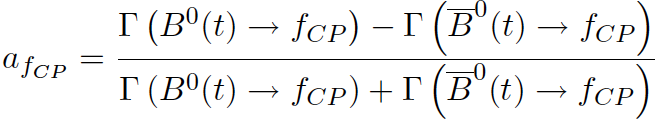 a_{f_{CP}} = \frac{\Gamma \left( B^0(t) \to f_{CP} \right) - \Gamma \left( \overline{B}^0(t) \to f_{CP} \right)}{\Gamma \left( B^0(t) \to f_{CP} \right) + \Gamma \left( \overline{B}^0(t) \to f_{CP} \right)}